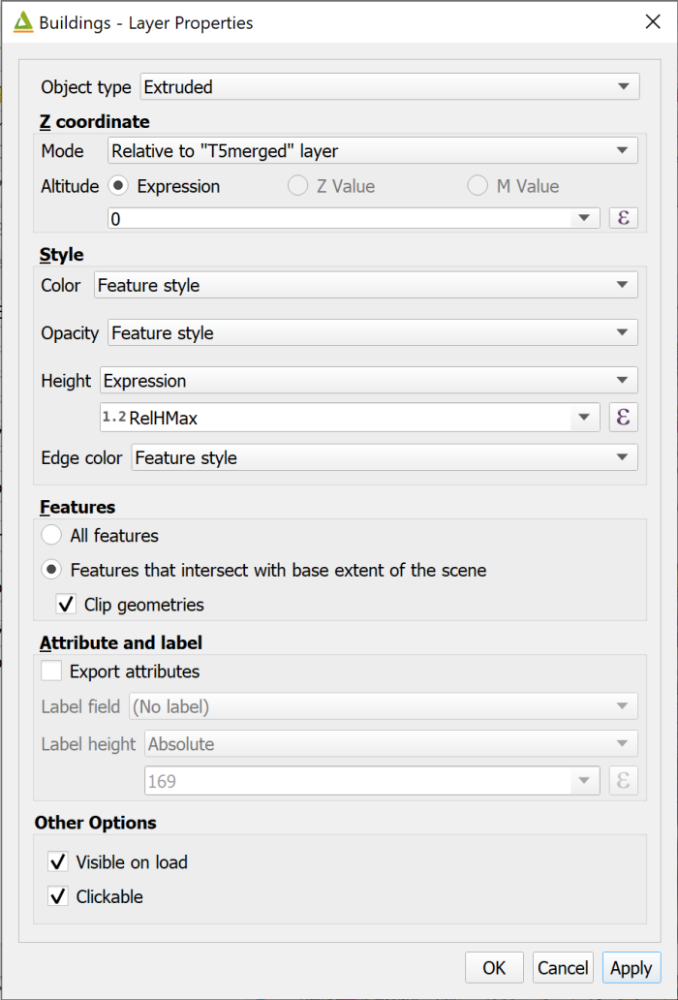 Buildings - Layer Properties
Object type Extruded
Z coordinate
Mode Relative to "T5merged" layer
Altitude Expression Z Value M Value
0 ε
Style
Color Feature style
Opacity Feature style
Height Expression
1.2 RelHMax ε
Edge color Feature style
Features
All features
Features that intersect with base extent of the scene
Clip geometries
Attribute and label
Export attributes
Label field (No label)
Label height Absolute
169 ε
Other Options
Visible on load
Clickable
OK Cancel Apply